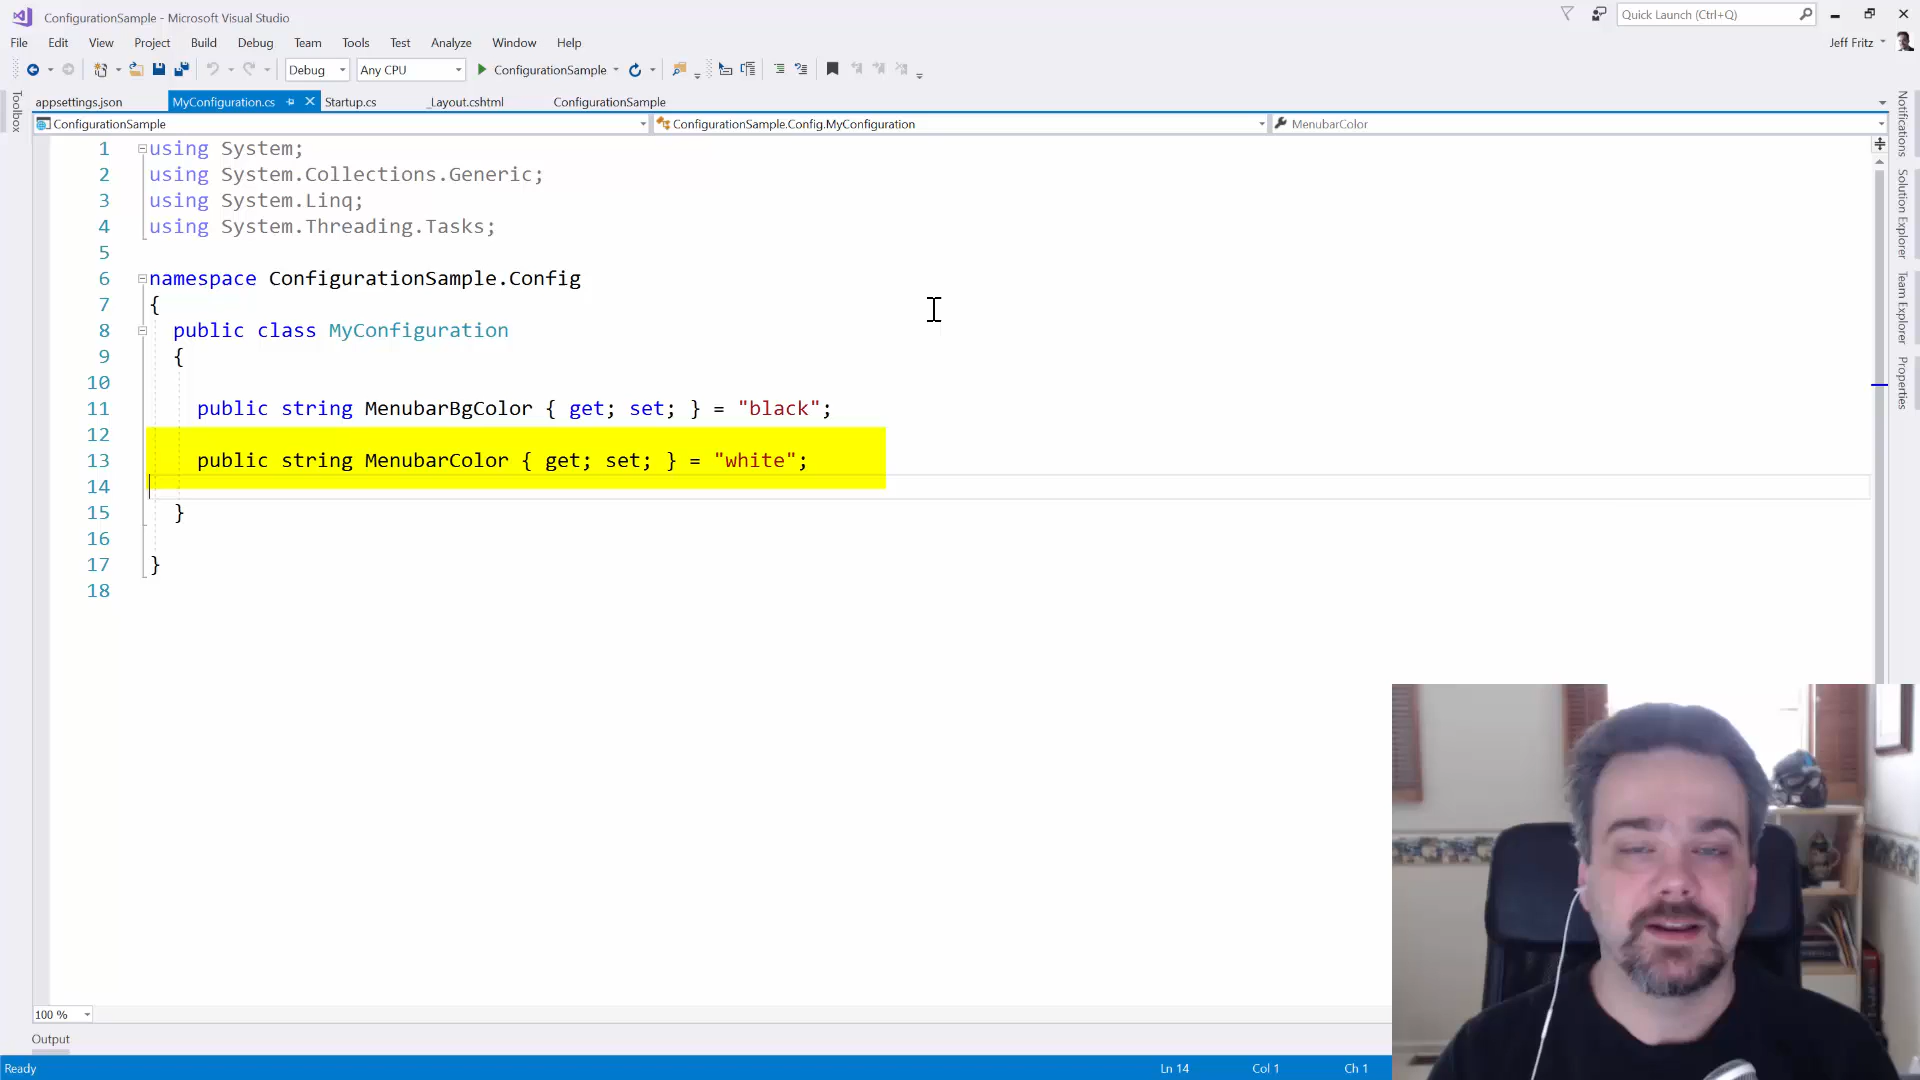 ConfigurationSample - Microsoft Visual Studio
Quick Launch (Ctrl+Q)
File Edit View Project Build Debug Team Tools Test Analyze Window Help
Jeff Fritz
Debug Any CPU ConfigurationSample
appsettings.json MyConfiguration.cs Startup.cs _Layout.cshtml ConfigurationSample
ConfigurationSample ConfigurationSample.Config.MyConfiguration MenubarColor
Toolbox
Notifications
Solution Explorer
Team Explorer
Properties
1 using System;
2 using System.Collections.Generic;
3 using System.Linq;
4 using System.Threading.Tasks;
5
6 namespace ConfigurationSample.Config
7 {
8 public class MyConfiguration
9 {
10
11 public string MenubarBgColor { get; set; } = "black";
12
13 public string MenubarColor { get; set; } = "white";
14
15 }
16
17 }
18
100 %
Output
Ready Ln 14 Col 1 Ch 1